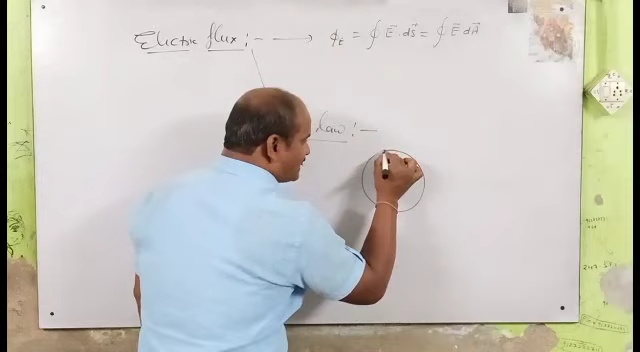 Electric flux :- → ϕ_E = ∮ E⃗ . dS⃗ = ∮ E⃗ dA⃗
law :-